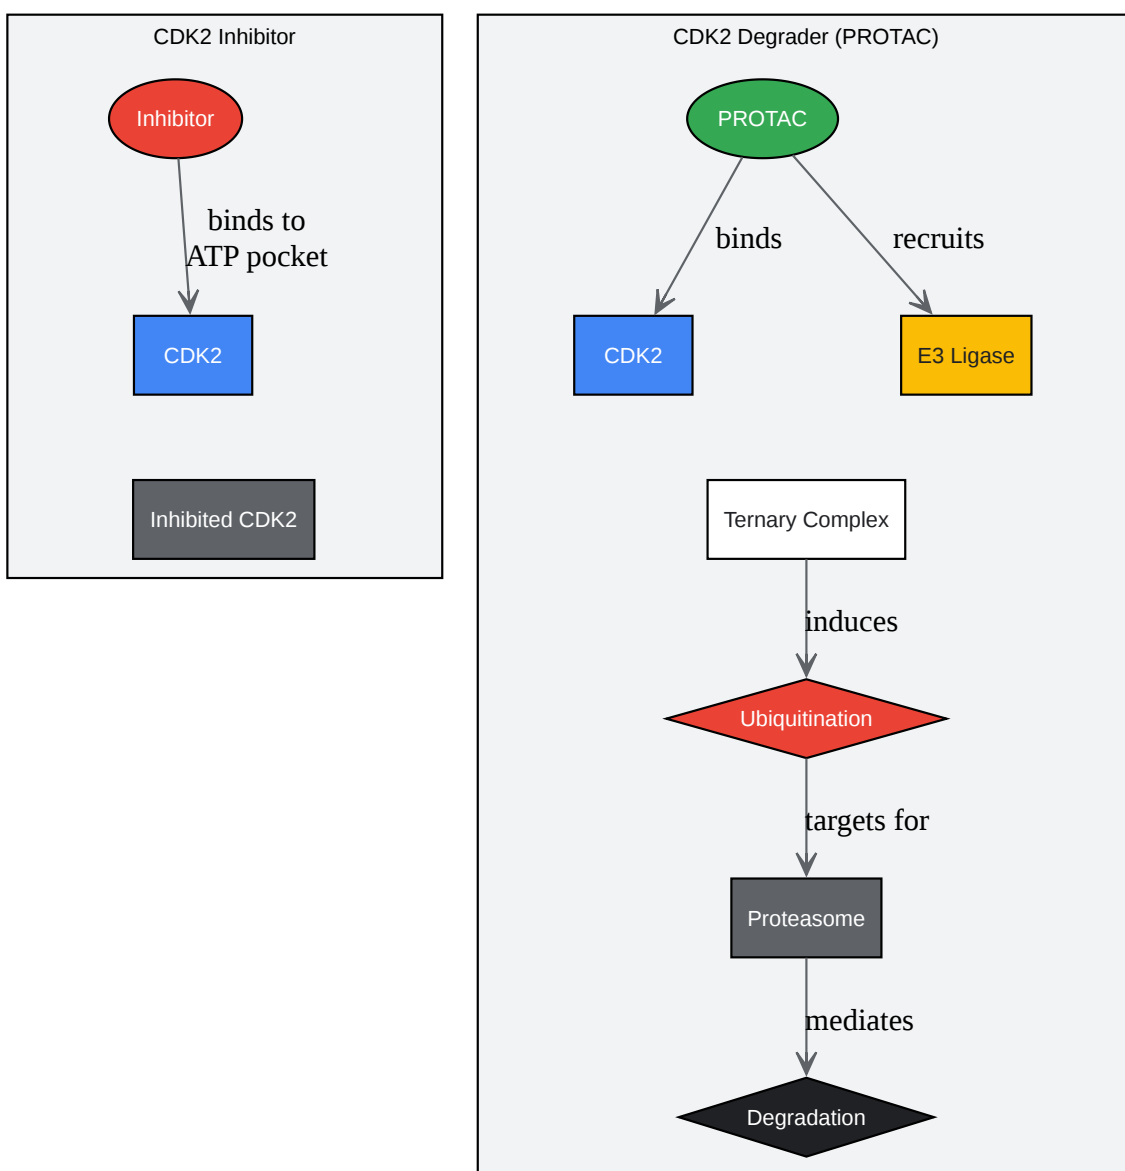 CDK2 Inhibitor
Inhibitor
binds to
ATP pocket
CDK2
Inhibited CDK2
CDK2 Degrader (PROTAC)
PROTAC
binds
recruits
CDK2
E3 Ligase
Ternary Complex
induces
Ubiquitination
targets for
Proteasome
mediates
Degradation